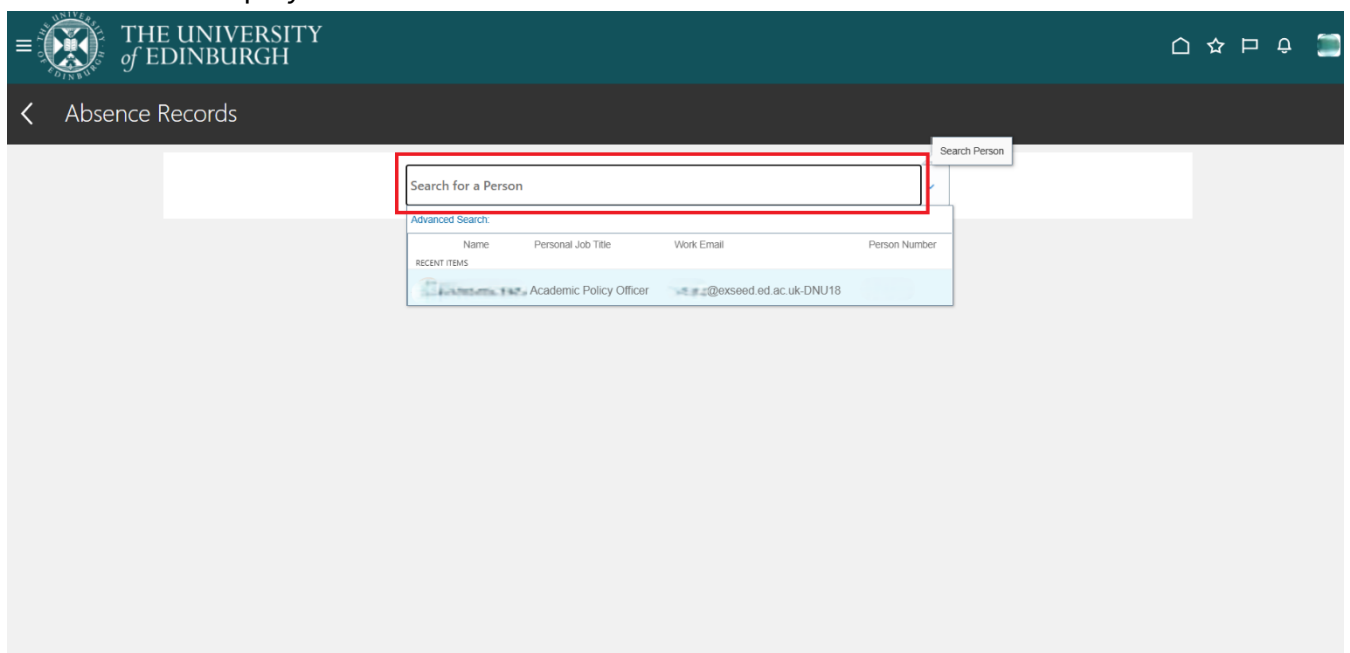 THE UNIVERSITY
of EDINBURGH
Absence Records
Search Person
Search for a Person
Advanced Search:
Name Personal Job Title Work Email Person Number
RECENT ITEMS
Academic Policy Officer @exseed.ed.ac.uk-DNU18